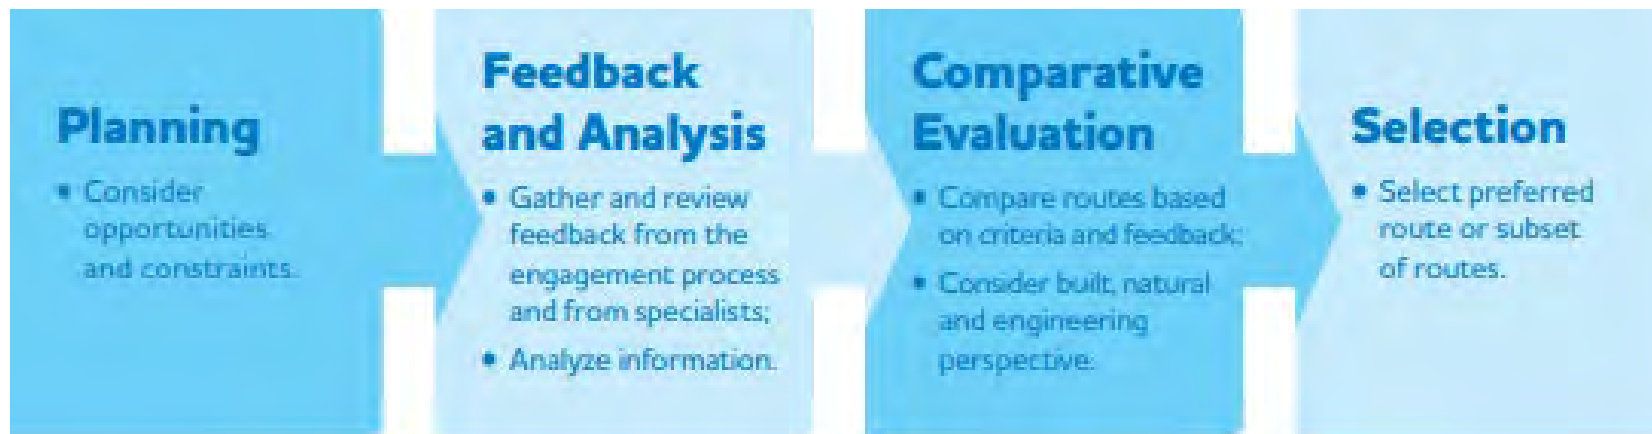 Planning
• Consider
opportunities
and constraints.
Feedback
and Analysis
• Gather and review
feedback from the
engagement process
and from specialists;
• Analyze information.
Comparative
Evaluation
• Compare routes based
on criteria and feedback;
• Consider built, natural
and engineering
perspective.
Selection
• Select preferred
route or subset
of routes.